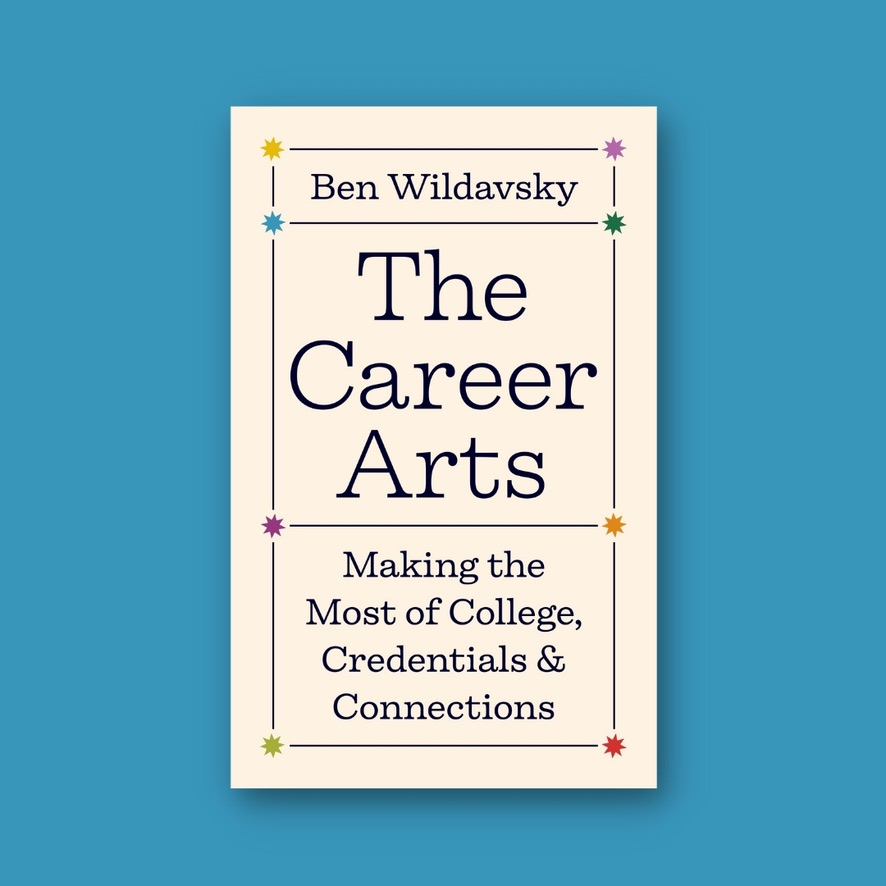 Ben Wildavsky
The
Career
Arts
Making the
Most of College,
Credentials &
Connections